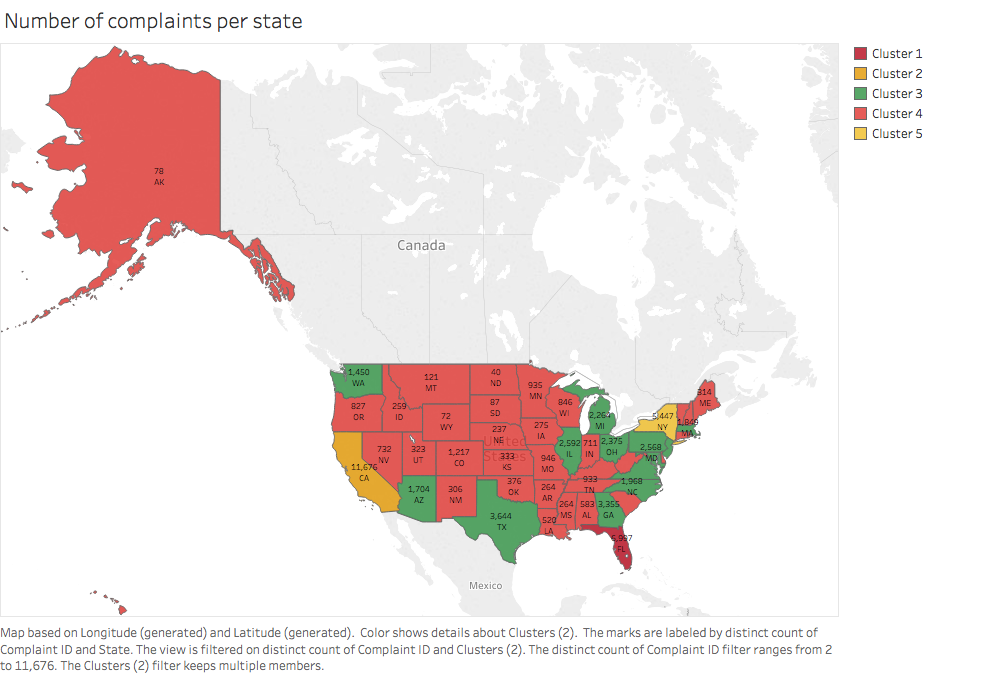 Number of complaints per state
Cluster 1
Cluster 2
Cluster 3
Cluster 4
Cluster 5
78
AK
Canada
1,450
WA
121
MT
40
ND
935
MN
827
OR
259
ID
87
SD
846
WI
2,264
MI
314
ME
72
WY
237
NE
275
IA
5,447
NY
1,849
MA
United
States
732
NV
323
UT
1,217
CO
333
KS
946
MO
2,592
IL
711
IN
2,375
OH
2,568
MD
11,676
CA
1,704
AZ
306
NM
376
OK
264
AR
933
TN
1,968
NC
3,644
TX
520
LA
264
MS
583
AL
3,355
GA
FL
Mexico
Map based on Longitude (generated) and Latitude (generated).  Color shows details about Clusters (2).  The marks are labeled by distinct count of
Complaint ID and State. The view is filtered on distinct count of Complaint ID and Clusters (2). The distinct count of Complaint ID filter ranges from 2
to 11,676. The Clusters (2) filter keeps multiple members.